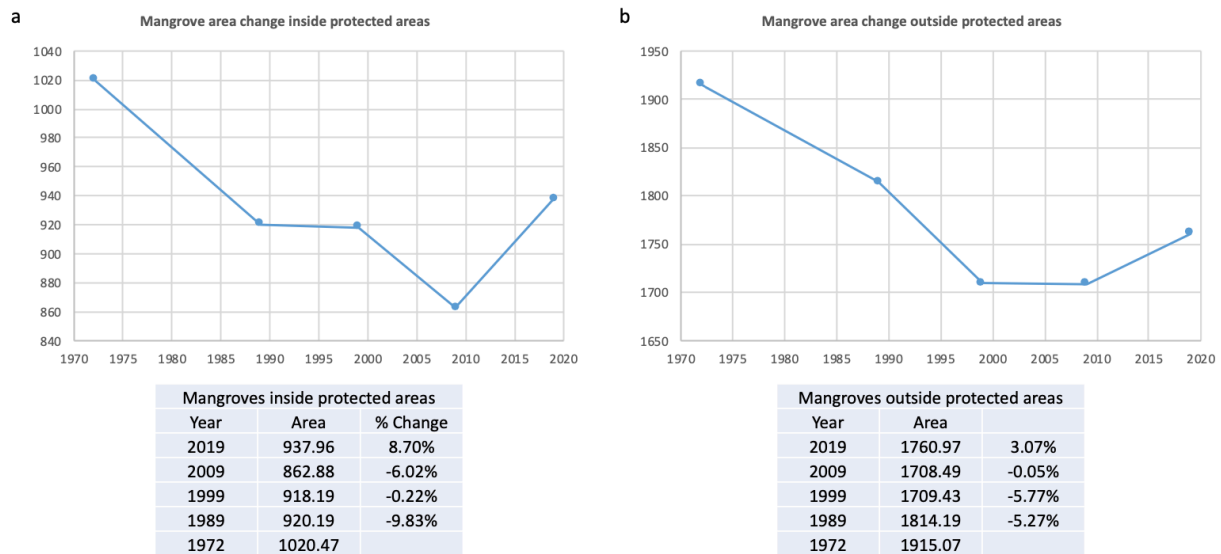 a
Mangrove area change inside protected areas
1040
1020
1000
980
960
940
920
900
880
860
840
1970 1975 1980 1985 1990 1995 2000 2005 2010 2015 2020
Mangroves inside protected areas
Year Area % Change
2019 937.96 8.70%
2009 862.88 -6.02%
1999 918.19 -0.22%
1989 920.19 -9.83%
1972 1020.47
b
Mangrove area change outside protected areas
1950
1900
1850
1800
1750
1700
1650
1970 1975 1980 1985 1990 1995 2000 2005 2010 2015 2020
Mangroves outside protected areas
Year Area
2019 1760.97 3.07%
2009 1708.49 -0.05%
1999 1709.43 -5.77%
1989 1814.19 -5.27%
1972 1915.07